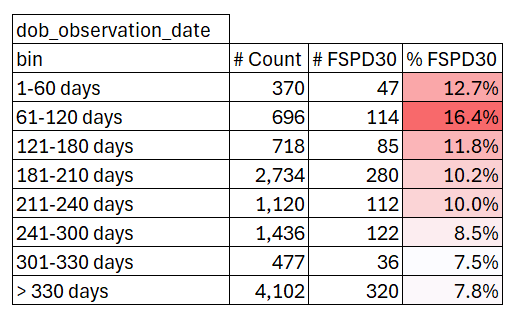 dob_observation_date
bin # Count # FSPD30 % FSPD30
1-60 days 370 47 12.7%
61-120 days 696 114 16.4%
121-180 days 718 85 11.8%
181-210 days 2,734 280 10.2%
211-240 days 1,120 112 10.0%
241-300 days 1,436 122 8.5%
301-330 days 477 36 7.5%
> 330 days 4,102 320 7.8%